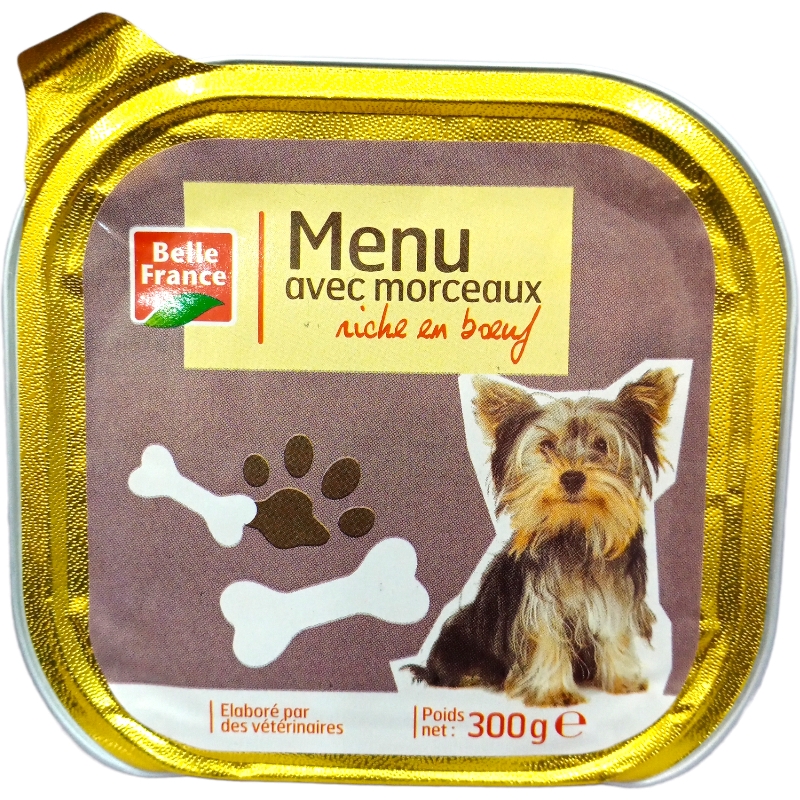 Belle
France
Menu
avec morceaux
riche en bœuf
Elaboré par
des vétérinaires
Poids
net : 300g ℮